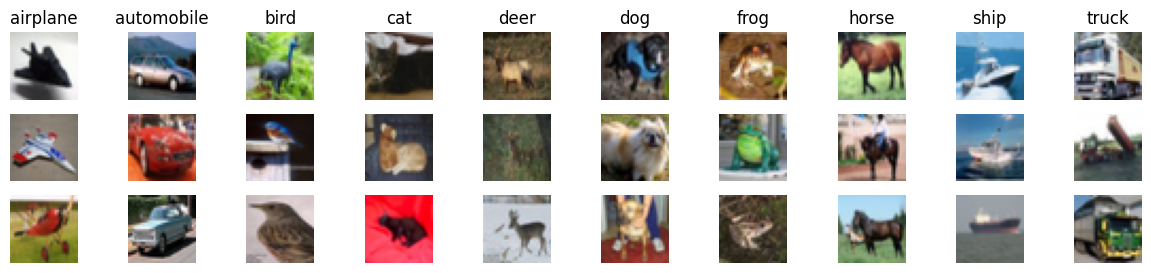 airplane automobile bird cat deer dog frog horse ship truck